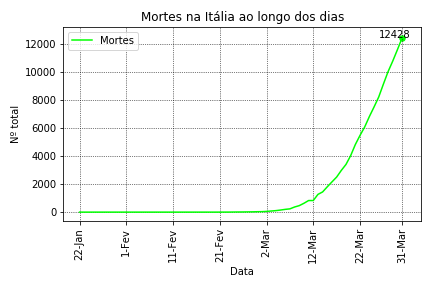 Mortes na Itália ao longo dos dias
Mortes
12428
12000
10000
8000
6000
4000
2000
0
Nº total
22-Jan
1-Fev
11-Fev
21-Fev
2-Mar
12-Mar
22-Mar
31-Mar
Data